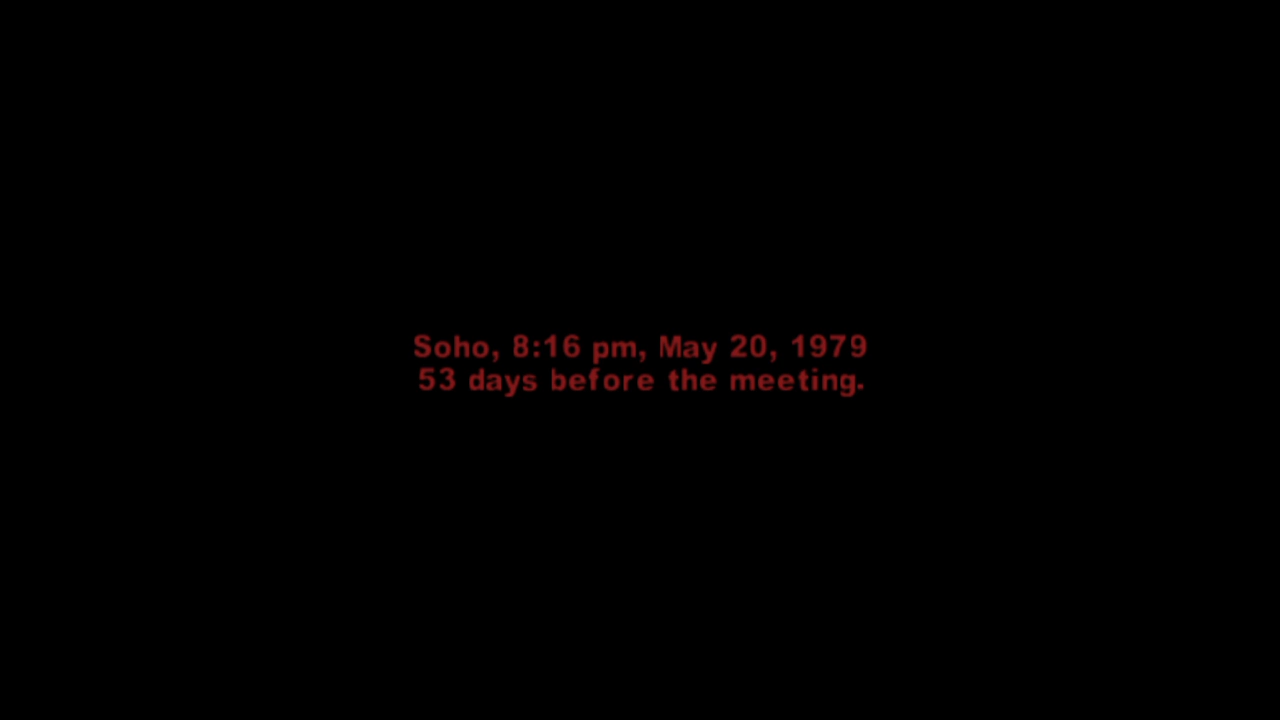 Soho, 8:16 pm, May 20, 1979
53 days before the meeting.